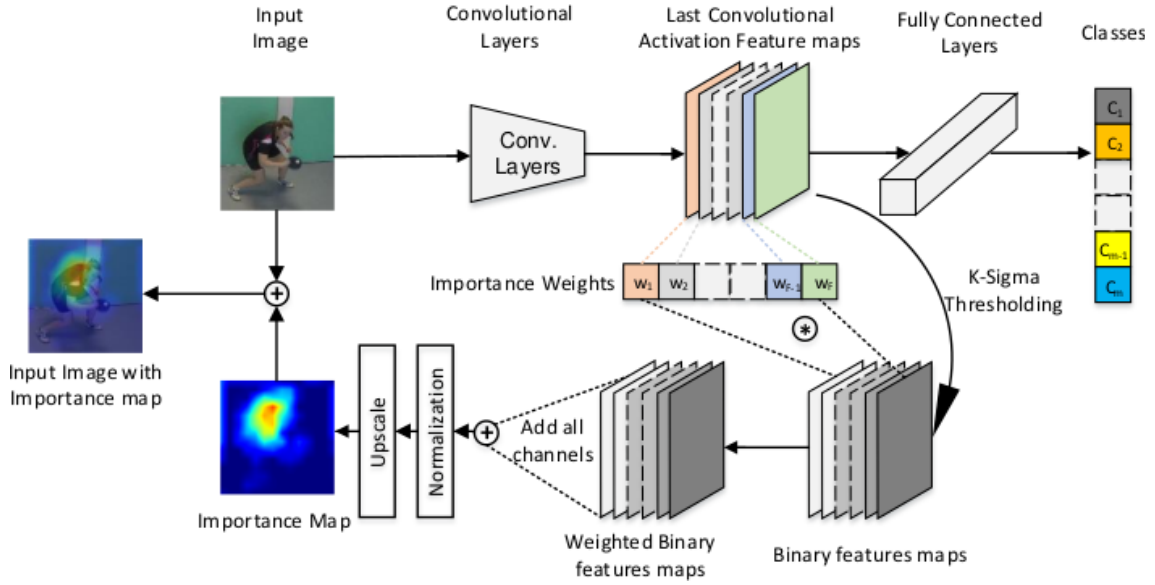 Input
Image
Convolutional
Layers
Last Convolutional
Activation Feature maps
Fully Connected
Layers
Classes
Conv.
Layers
C1
C2
Cm-1
Cm
Importance Weights
w1
w2
wF-1
wF
K-Sigma
Thresholding
Input Image with
Importance map
Importance Map
Upscale
Normalization
Add all
channels
Weighted Binary
features maps
Binary features maps